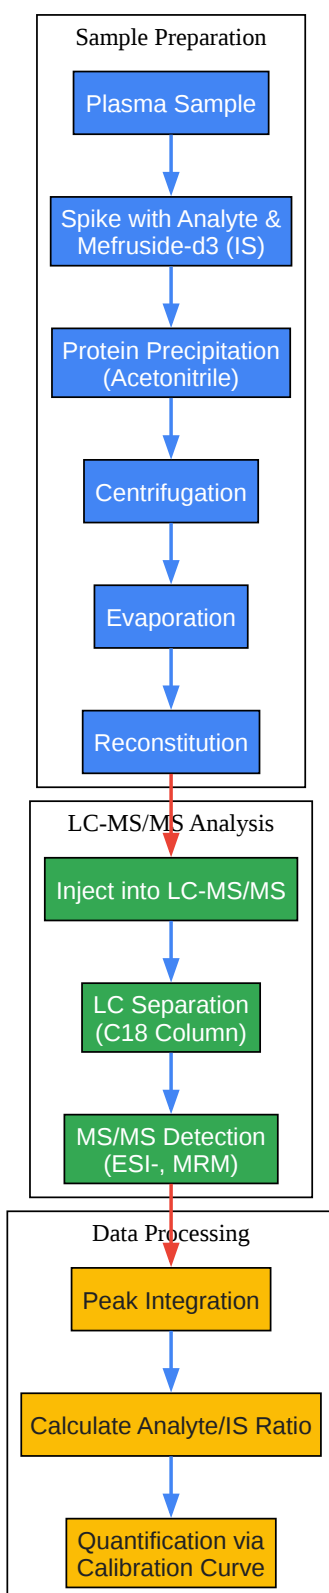 Sample Preparation
Plasma Sample
Spike with Analyte &
Mefruside-d3 (IS)
Protein Precipitation
(Acetonitrile)
Centrifugation
Evaporation
Reconstitution
LC-MS/MS Analysis
Inject into LC-MS/MS
LC Separation
(C18 Column)
MS/MS Detection
(ESI-, MRM)
Data Processing
Peak Integration
Calculate Analyte/IS Ratio
Quantification via
Calibration Curve